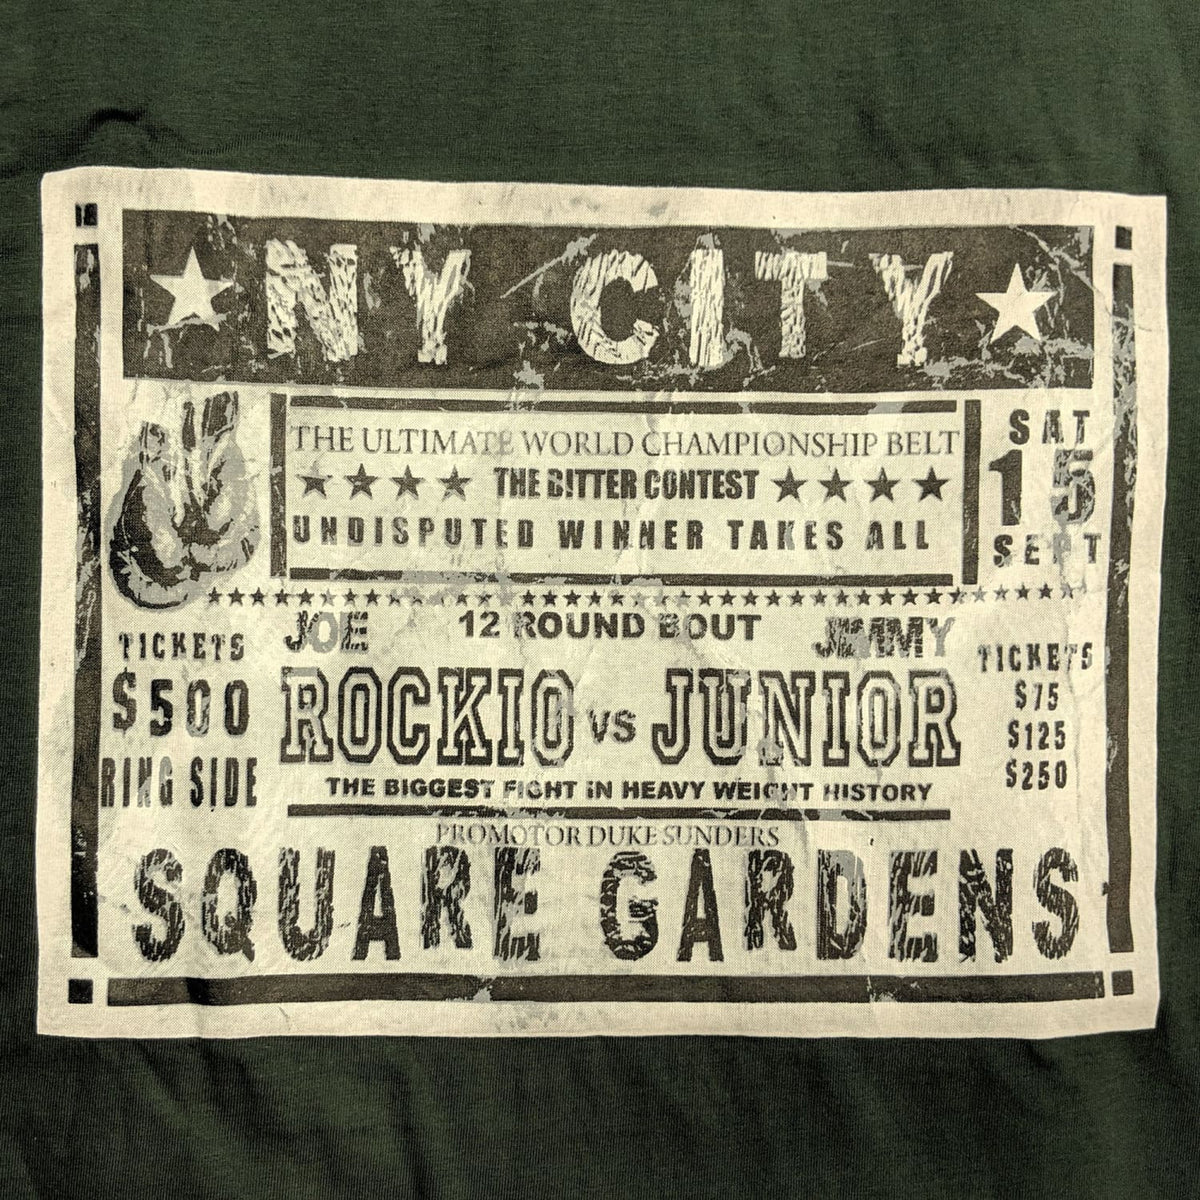 NY CITY
THE ULTIMATE WORLD CHAMPIONSHIP BELT
THE BITTER CONTEST
UNDISPUTED WINNER TAKES ALL
SAT
15
SEPT
JOE
12 ROUND BOUT
JIMMY
TICKETS
$500
RING SIDE
ROCKIO VS JUNIOR
THE BIGGEST FIGHT IN HEAVY WEIGHT HISTORY
TICKETS
$75
$125
$250
PROMOTOR DUKE SUNDERS
SQUARE GARDENS